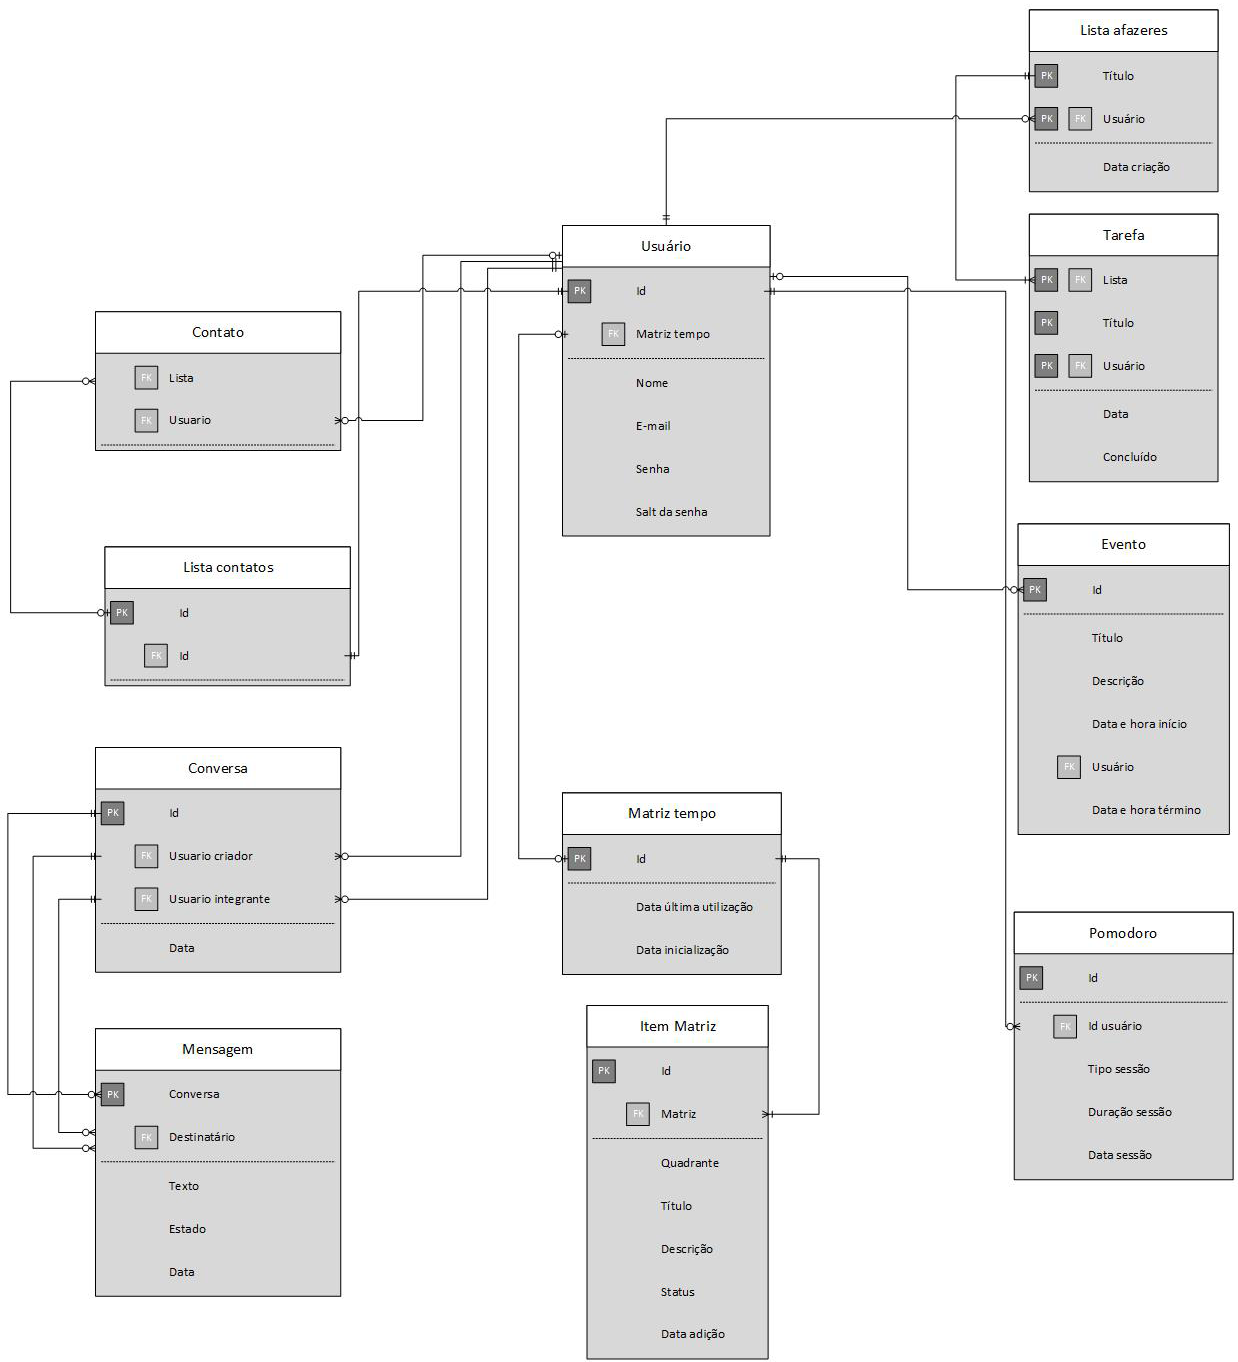 Lista afazeres
PK Título
PK FK Usuário
Data criação
Tarefa
PK FK Lista
PK Título
PK FK Usuário
Data
Concluído
Usuário
PK Id
FK Matriz tempo
Nome
E-mail
Senha
Salt da senha
Contato
FK Lista
FK Usuario
Lista contatos
PK Id
FK Id
Evento
PK Id
Título
Descrição
Data e hora início
FK Usuário
Data e hora término
Conversa
PK Id
FK Usuario criador
FK Usuario integrante
Data
Matriz tempo
PK Id
Data última utilização
Data inicialização
Pomodoro
PK Id
FK Id usuário
Tipo sessão
Duração sessão
Data sessão
Mensagem
PK Conversa
FK Destinatário
Texto
Estado
Data
Item Matriz
PK Id
FK Matriz
Quadrante
Título
Descrição
Status
Data adição